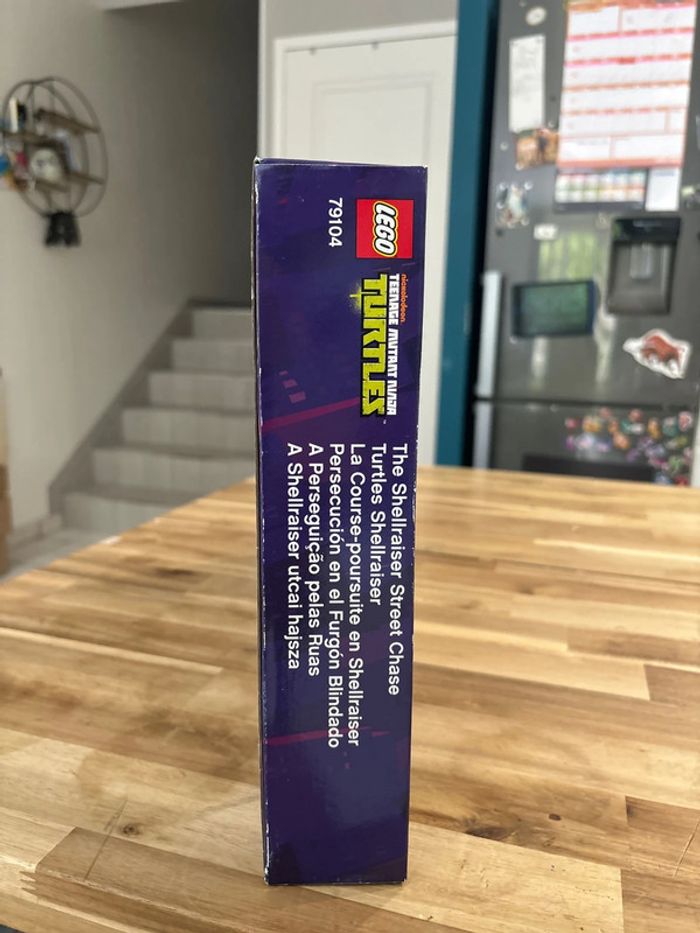 LEGO
79104
nickelodeon
TEENAGE MUTANT NINJA
TURTLES
The Shellraiser Street Chase
Turtles Shellraiser
La Course-poursuite en Shellraiser
Persecución en el Furgón Blindado
A Perseguição pelas Ruas
A Shellraiser utcai hajsza